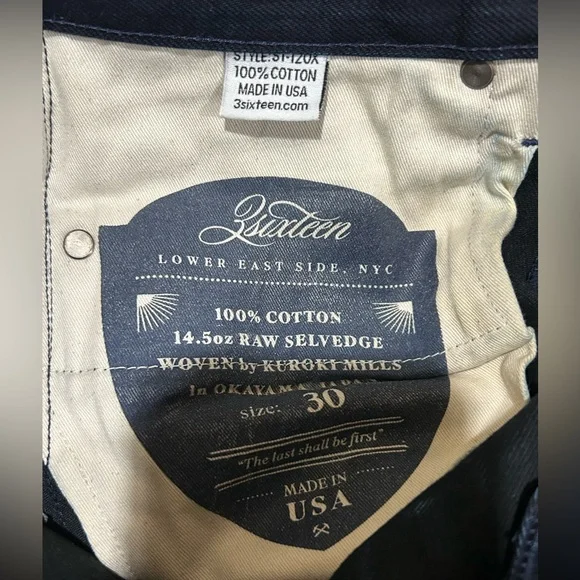 STYLE: ST-120X
100% COTTON
MADE IN USA
3sixteen.com
3sixteen
LOWER EAST SIDE, NYC
100% COTTON
14.5oz RAW SELVEDGE
WOVEN by KUROKI MILLS
In OKAYAMA
size: 30
"The last shall be first"
MADE IN
USA